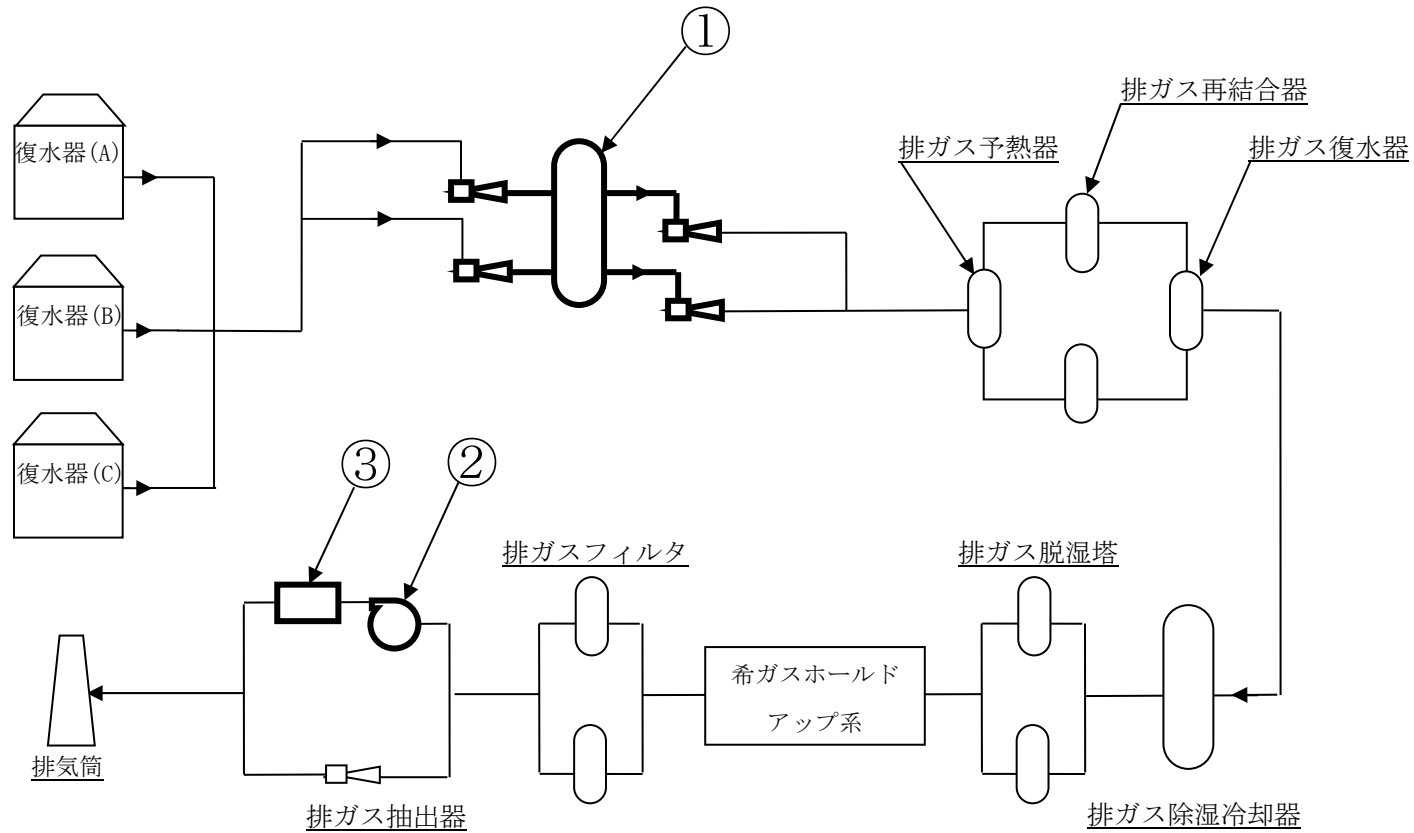 ①
排ガス再結合器
排ガス予熱器
排ガス復水器
復水器(A)
復水器(B)
復水器(C)
③
②
排ガスフィルタ
排ガス脱湿塔
希ガスホールド
アップ系
排気筒
排ガス抽出器
排ガス除湿冷却器